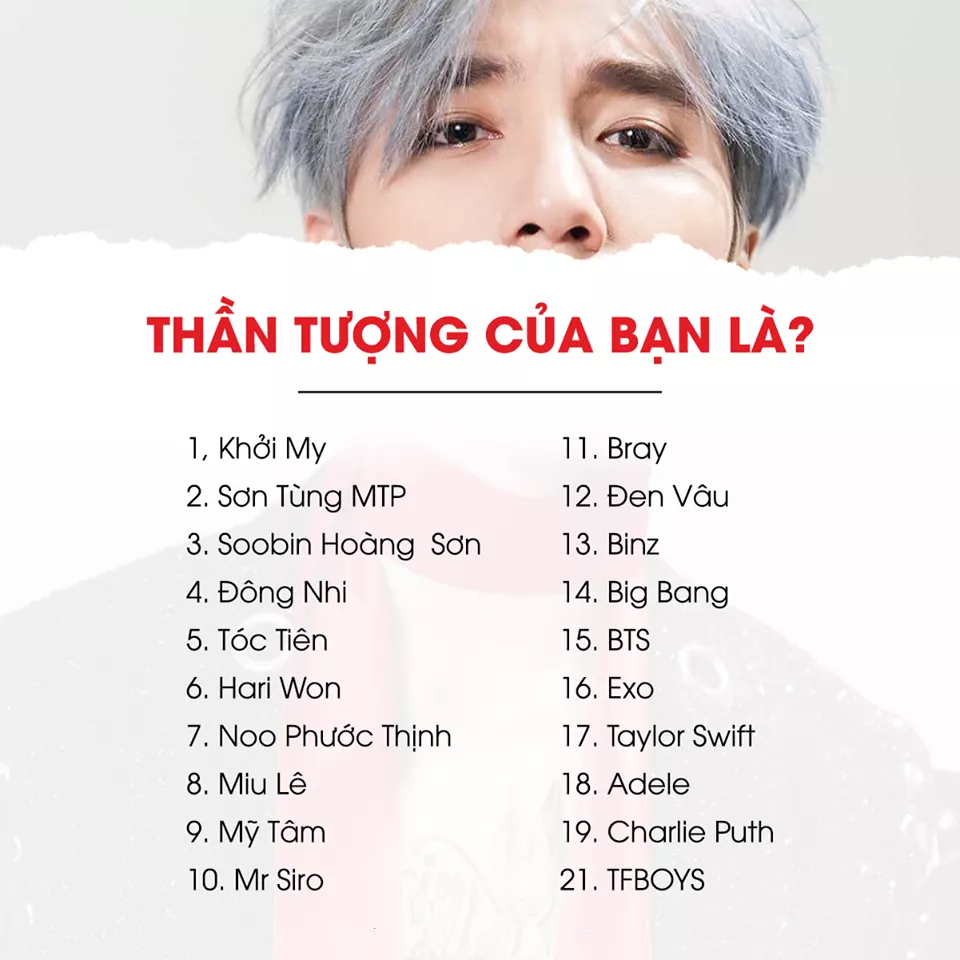 THẦN TƯỢNG CỦA BẠN LÀ?
1, Khởi My
2. Sơn Tùng MTP
3. Soobin Hoàng  Sơn
4. Đông Nhi
5. Tóc Tiên
6. Hari Won
7. Noo Phước Thịnh
8. Miu Lê
9. Mỹ Tâm
10. Mr Siro
11. Bray
12. Đen Vâu
13. Binz
14. Big Bang
15. BTS
16. Exo
17. Taylor Swift
18. Adele
19. Charlie Puth
21. TFBOYS